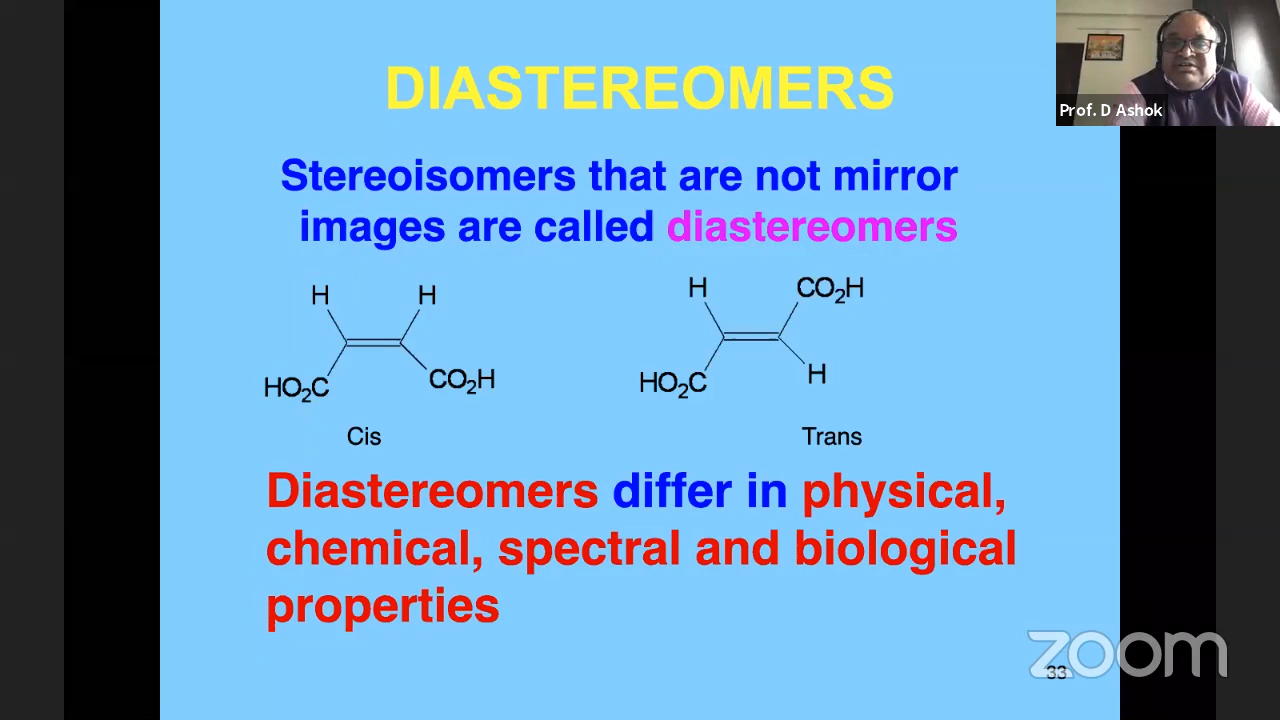 DIASTEREOMERS
Prof. D Ashok
Stereoisomers that are not mirror
images are called diastereomers
H H
HO2C CO2H
Cis
H CO2H
HO2C H
Trans
Diastereomers differ in physical,
chemical, spectral and biological
properties
zoom
33